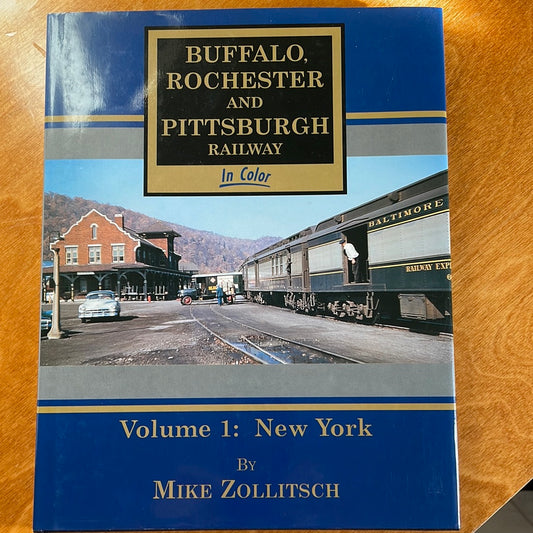 BUFFALO,
ROCHESTER
AND
PITTSBURGH
RAILWAY
In Color
BALTIMORE
RAILWAY EXP
Volume 1: New York
BY
MIKE ZOLLITSCH